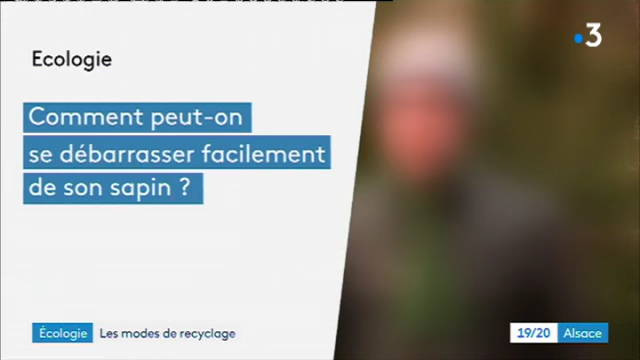 .3
Ecologie
Comment peut-on
se débarrasser facilement
de son sapin ?
Écologie Les modes de recyclage
19/20 Alsace